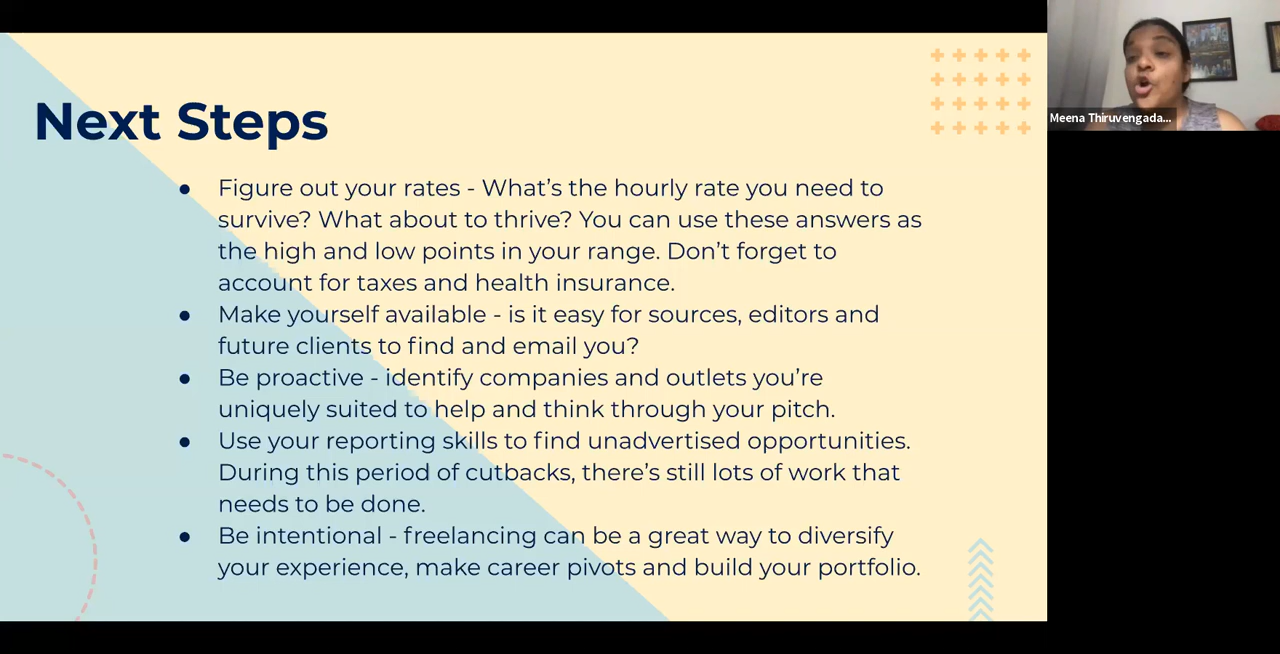 Next Steps
● Figure out your rates - What’s the hourly rate you need to
survive? What about to thrive? You can use these answers as
the high and low points in your range. Don’t forget to
account for taxes and health insurance.
● Make yourself available - is it easy for sources, editors and
future clients to find and email you?
● Be proactive - identify companies and outlets you’re
uniquely suited to help and think through your pitch.
● Use your reporting skills to find unadvertised opportunities.
During this period of cutbacks, there’s still lots of work that
needs to be done.
● Be intentional - freelancing can be a great way to diversify
your experience, make career pivots and build your portfolio.
Meena Thiruvengada...